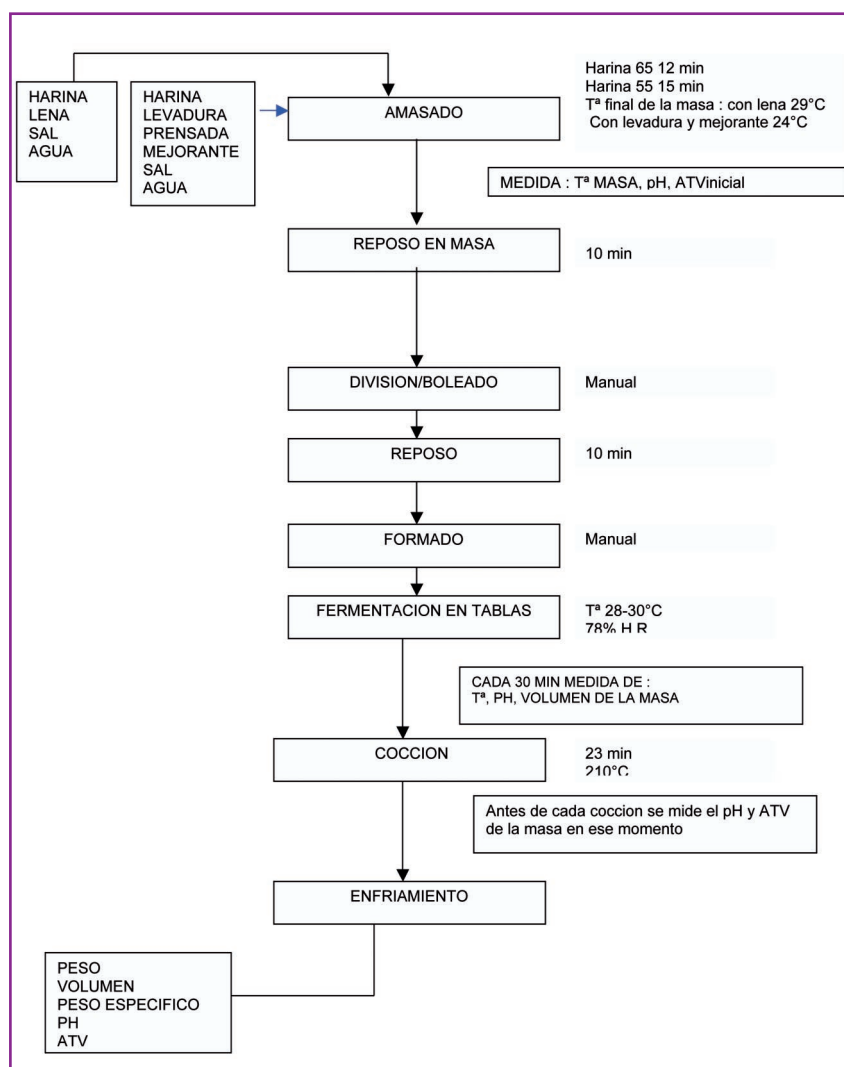 HARINA
LENA
SAL
AGUA
HARINA
LEVADURA
PRENSADA
MEJORANTE
SAL
AGUA
AMASADO
Harina 65 12 min
Harina 55 15 min
Tª final de la masa : con lena 29°C
Con levadura y mejorante 24°C
MEDIDA : Tª MASA, pH, ATVinicial
REPOSO EN MASA
10 min
DIVISION/BOLEADO
Manual
REPOSO
10 min
FORMADO
Manual
FERMENTACION EN TABLAS
Tª 28-30°C
78% H R
CADA 30 MIN MEDIDA DE :
Tª, PH, VOLUMEN DE LA MASA
COCCION
23 min
210°C
Antes de cada coccion se mide el pH y ATV
de la masa en ese momento
ENFRIAMIENTO
PESO
VOLUMEN
PESO ESPECIFICO
PH
ATV